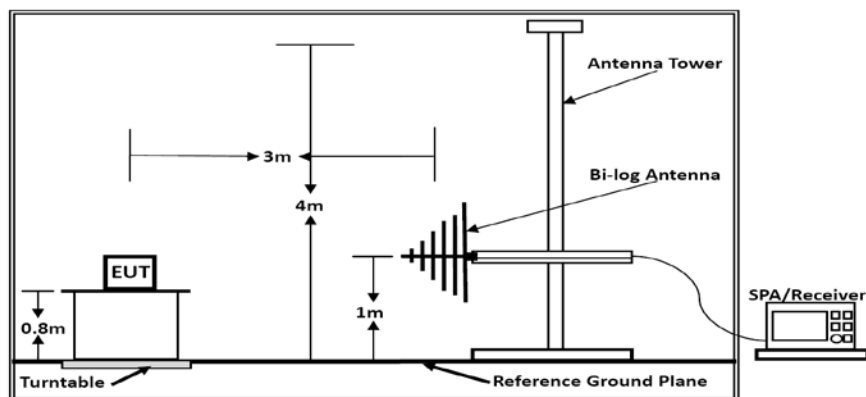 Antenna Tower
3m
Bi-log Antenna
4m
EUT
SPA/Receiver
0.8m
1m
Turntable
Reference Ground Plane